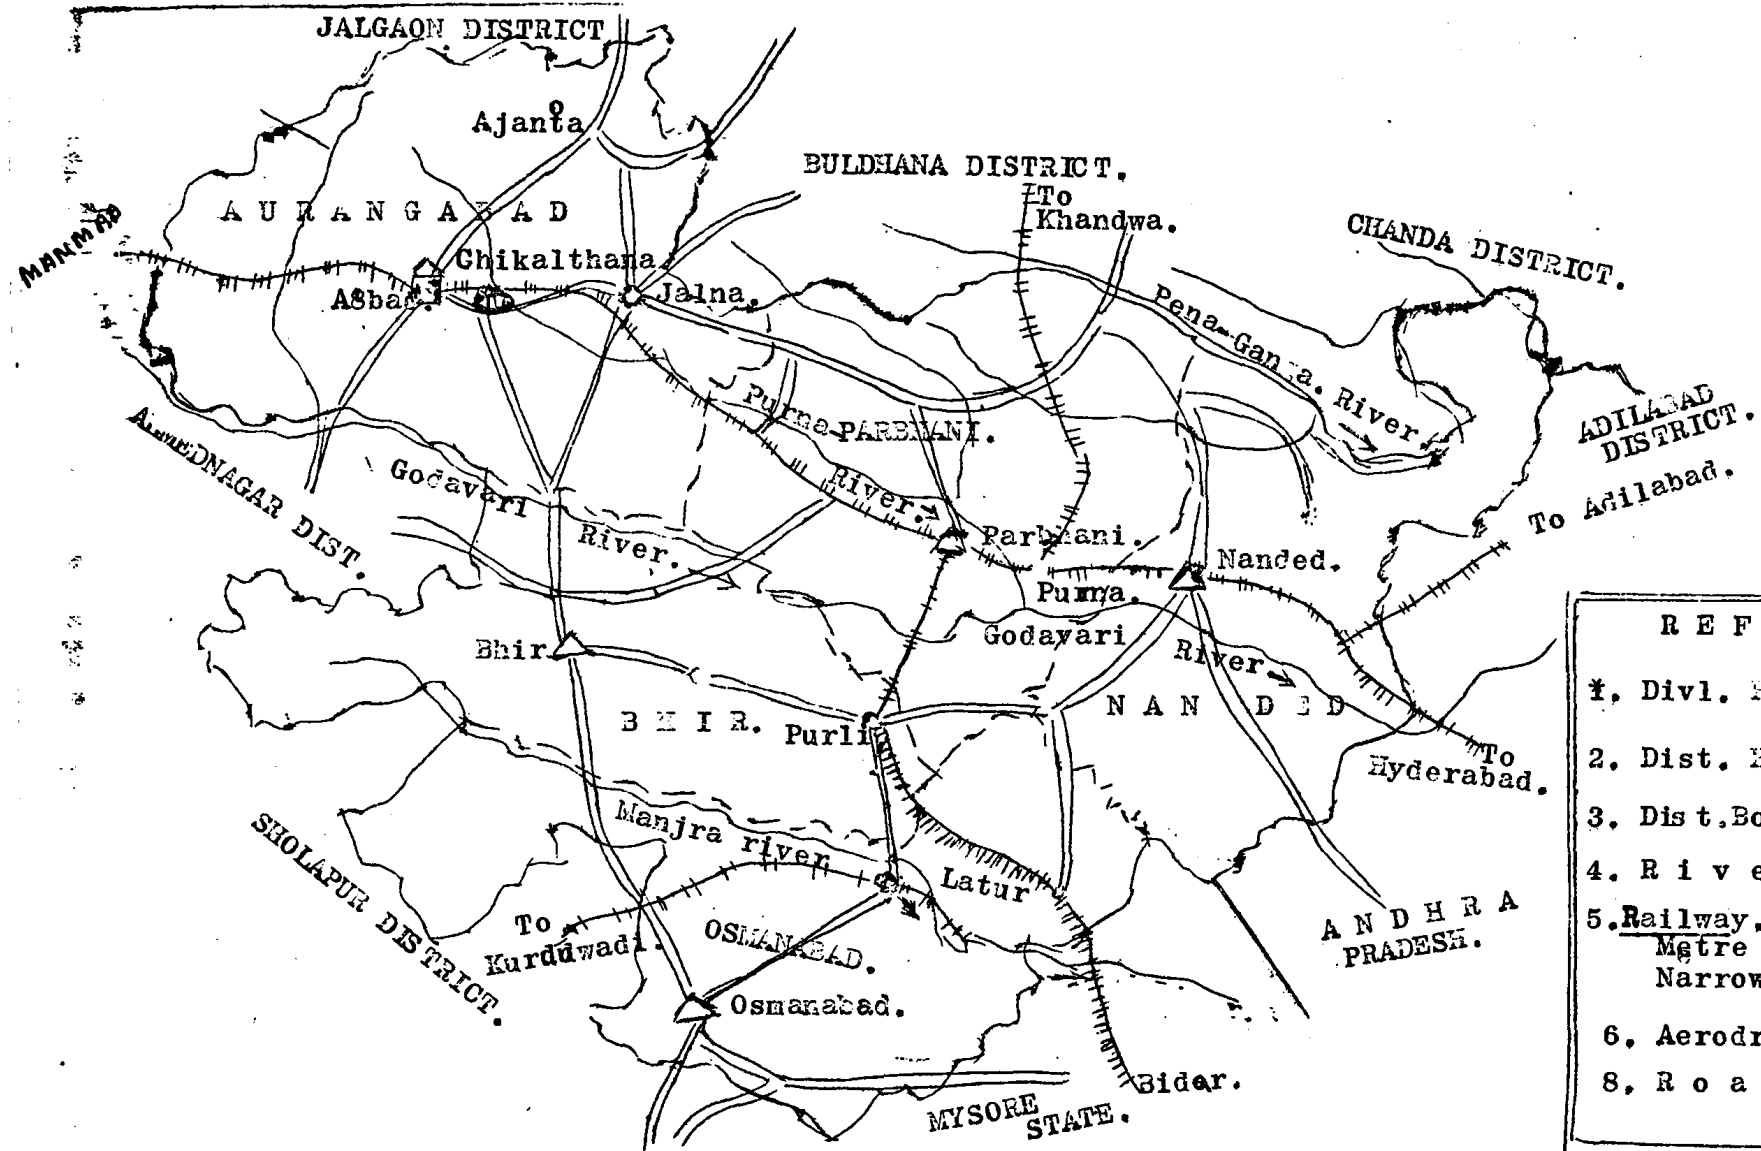 JALGAON DISTRICT
Ajanta
BULDHANA DISTRICT.
To
Khandwa.
CHANDA DISTRICT.
AURANGABAD
MANMAD
Chikalthana
Jalna.
Pena-Ganga. River
ADILABAD
DISTRICT.
To Adilabad.
AHMEDNAGAR DIST.
Purna
PARBHANI.
River.
Godavari
River.
Parbhani.
Purna.
Nanded.
Godavari
River
Bhir
BHIR.
Purli
NANDED
To
Hyderabad.
Manjra river
Latur
SHOLAPUR DISTRICT.
To
Kurduwadi.
OSMANABAD.
Osmanabad.
ANDHRA
PRADESH.
Bidar.
MYSORE
STATE.
REF
1. Divl.
2. Dist.
3. Dist.Bo
4. Rive
5.Railway.
Metre
Narrow
6. Aerodr
8. Roa